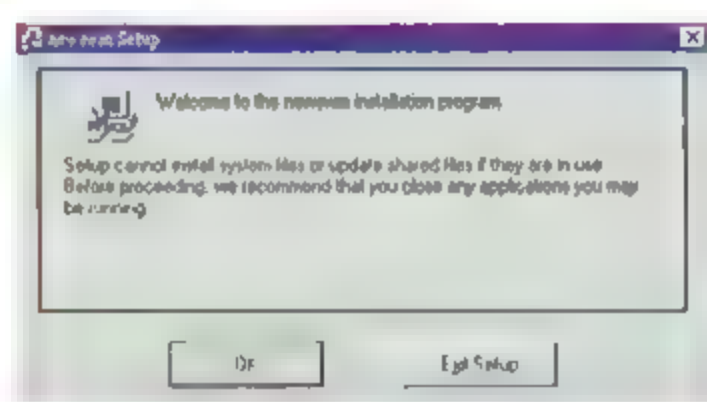 Setup
Welcome to the installation program.
Setup cannot install system files or update shared files if they are in use.
Before proceeding, we recommend that you close any applications you may
be running.
OK
Exit Setup